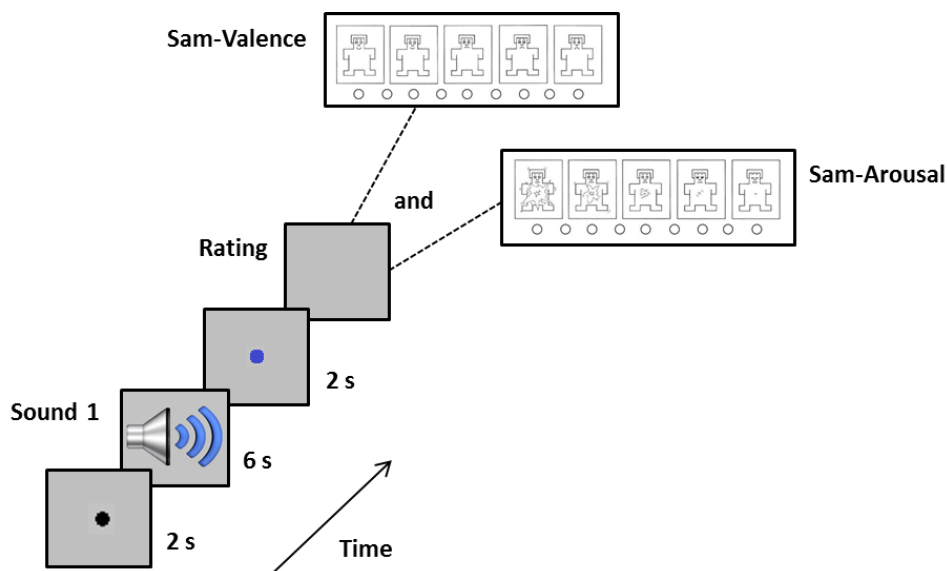 Sam-Valence
and
Sam-Arousal
Rating
2 s
Sound 1
6 s
2 s
Time